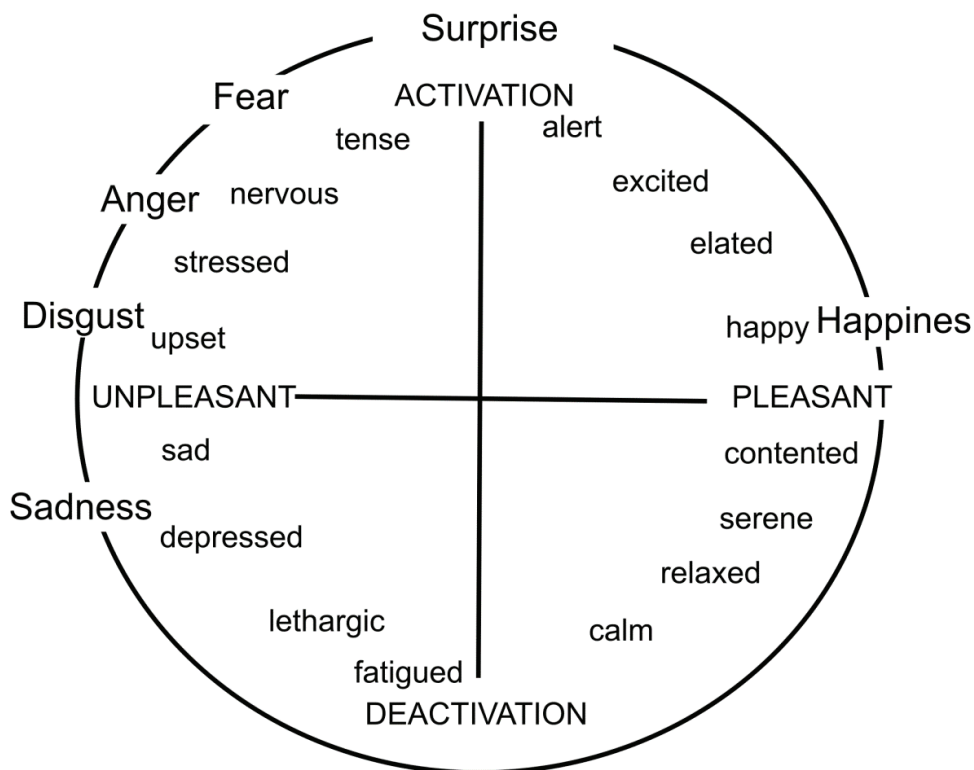 Surprise
Fear
ACTIVATION
tense
alert
nervous
excited
Anger
stressed
elated
Disgust
upset
happy
Happines
UNPLEASANT
PLEASANT
sad
contented
Sadness
depressed
serene
relaxed
lethargic
calm
fatigued
DEACTIVATION